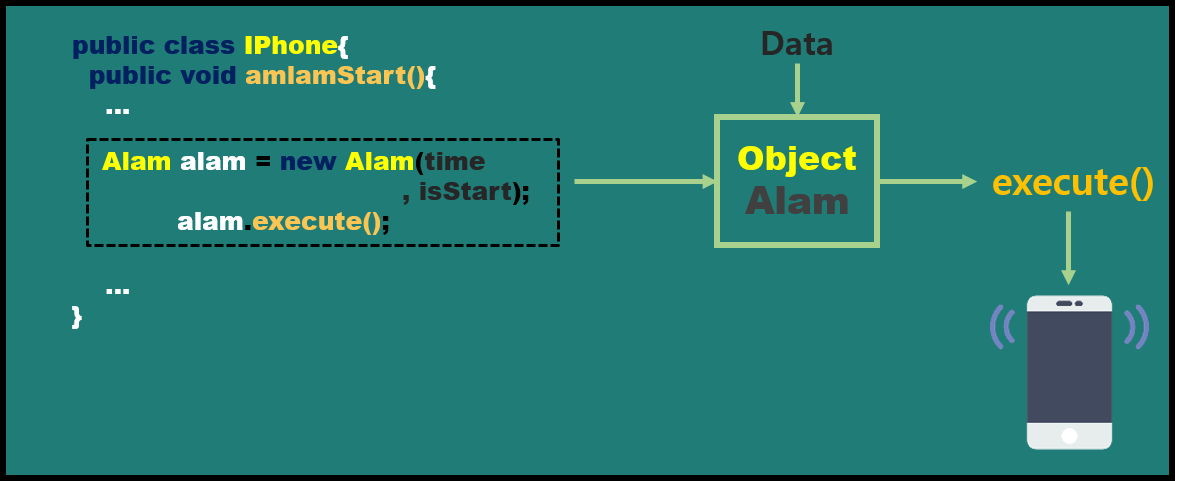 public class IPhone{
public void amlamStart(){
...
Alam alam = new Alam(time
, isStart);
alam.execute();
...
}
Data
Object
Alam
execute()